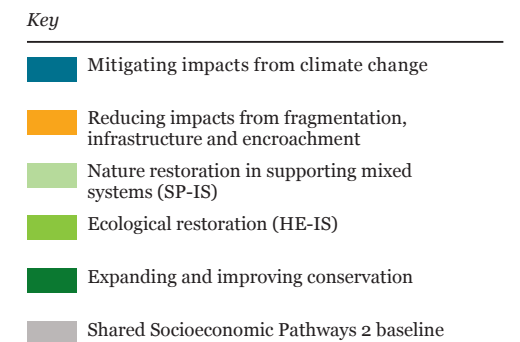 Key
Mitigating impacts from climate change
Reducing impacts from fragmentation,
infrastructure and encroachment
Nature restoration in supporting mixed
systems (SP-IS)
Ecological restoration (HE-IS)
Expanding and improving conservation
Shared Socioeconomic Pathways 2 baseline